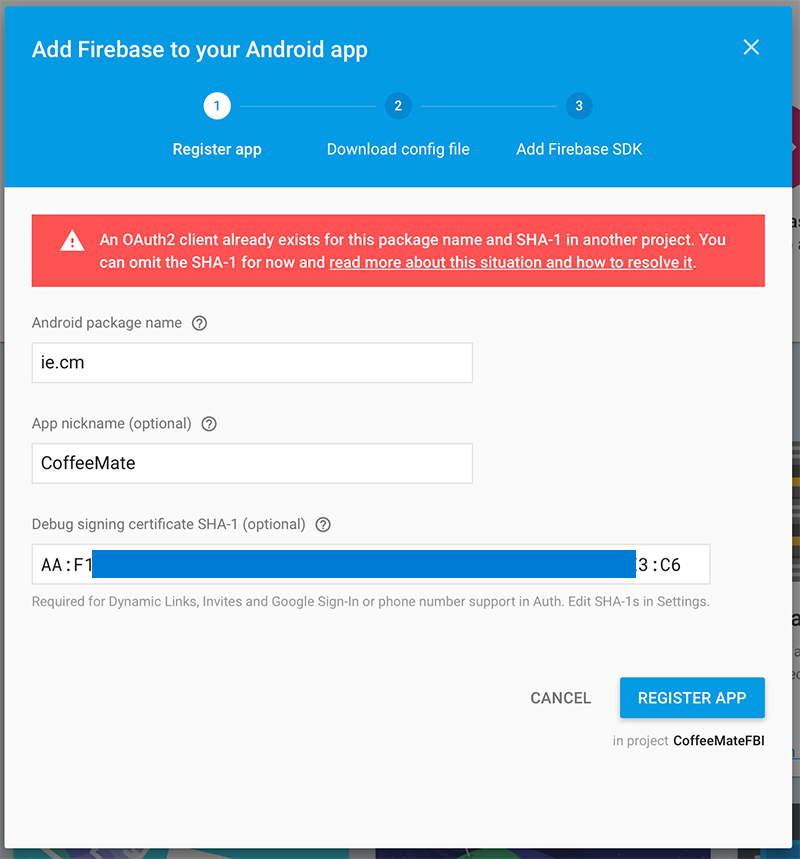 Add Firebase to your Android app
1
2
3
Register app
Download config file
Add Firebase SDK
An OAuth2 client already exists for this package name and SHA-1 in another project. You
can omit the SHA-1 for now and read more about this situation and how to resolve it.
Android package name
ie.cm
App nickname (optional)
CoffeeMate
Debug signing certificate SHA-1 (optional)
AA:F1 3:C6
Required for Dynamic Links, Invites and Google Sign-In or phone number support in Auth. Edit SHA-1s in Settings.
CANCEL
REGISTER APP
in project CoffeeMateFBI